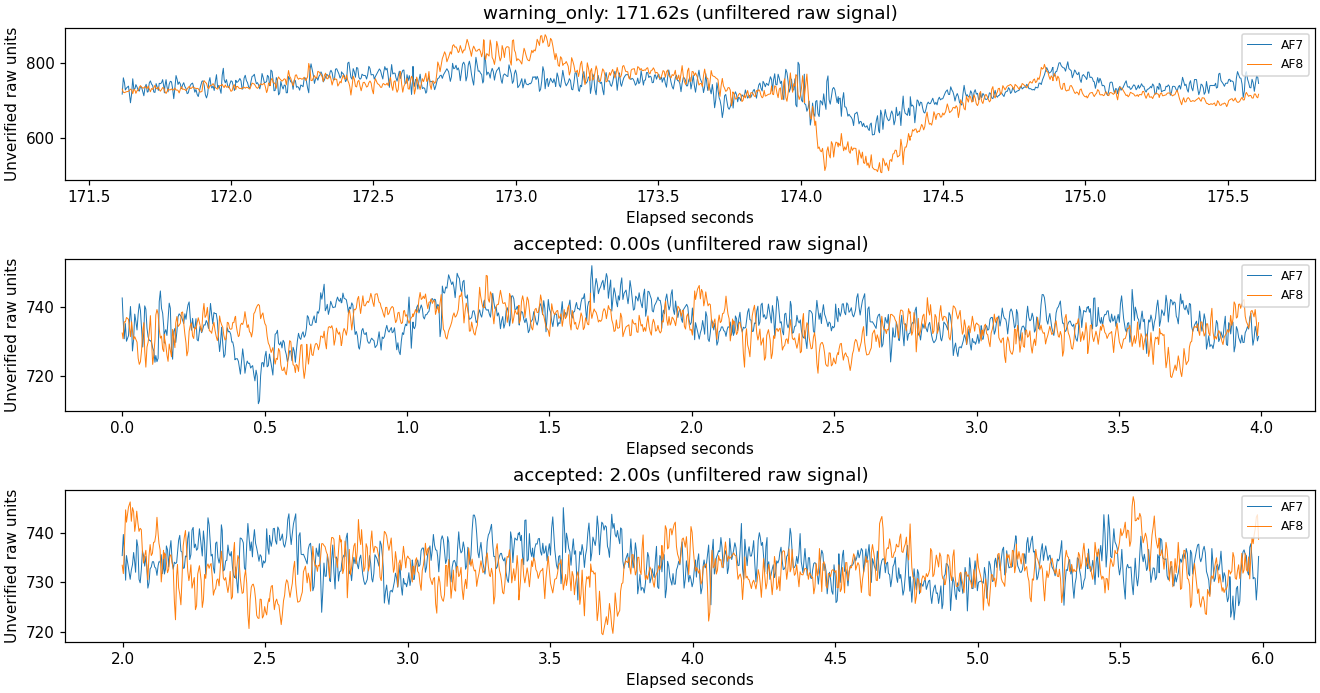 warning_only: 171.62s (unfiltered raw signal)
Unverified raw units
800
600
AF7
AF8
171.5 172.0 172.5 173.0 173.5 174.0 174.5 175.0 175.5
Elapsed seconds
accepted: 0.00s (unfiltered raw signal)
Unverified raw units
740
720
AF7
AF8
0.0 0.5 1.0 1.5 2.0 2.5 3.0 3.5 4.0
Elapsed seconds
accepted: 2.00s (unfiltered raw signal)
Unverified raw units
740
730
720
AF7
AF8
2.0 2.5 3.0 3.5 4.0 4.5 5.0 5.5 6.0
Elapsed seconds